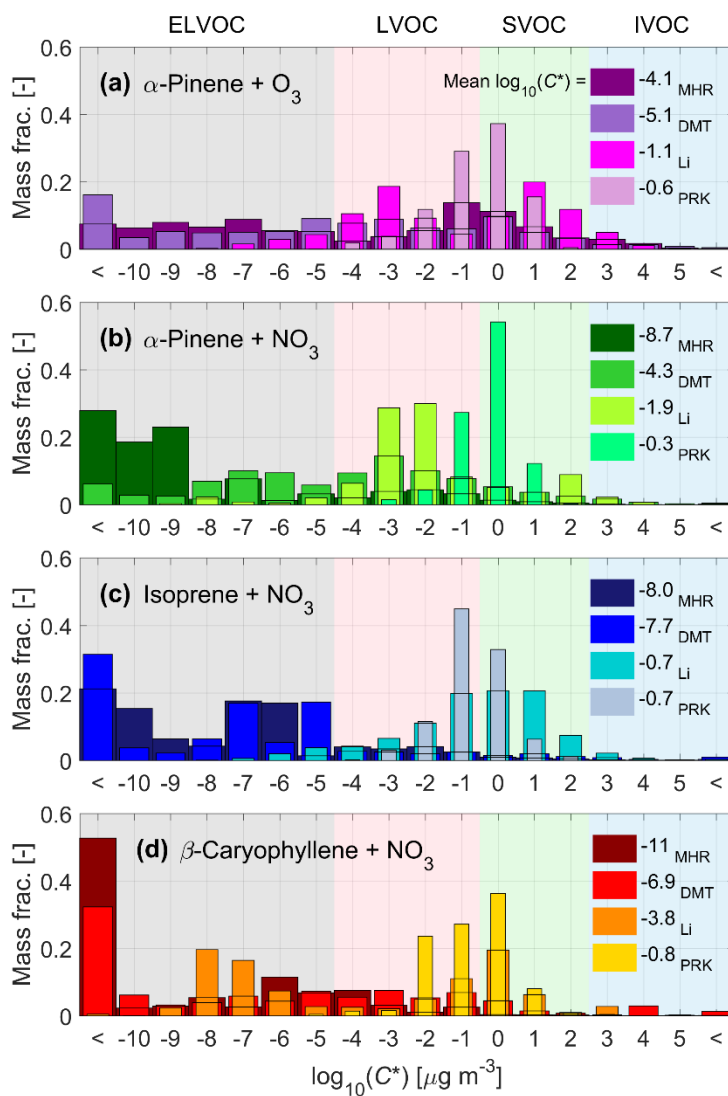 ELVOC LVOC SVOC IVOC
0.6
0.4
0.2
0
Mass frac. [-]
(a) α-Pinene + O3
Mean log10(C*) =
-4.1 MHR
-5.1 DMT
-1.1 Li
-0.6 PRK
< -10 -9 -8 -7 -6 -5 -4 -3 -2 -1 0 1 2 3 4 5 <
0.6
0.4
0.2
0
Mass frac. [-]
(b) α-Pinene + NO3
-8.7 MHR
-4.3 DMT
-1.9 Li
-0.3 PRK
< -10 -9 -8 -7 -6 -5 -4 -3 -2 -1 0 1 2 3 4 5 <
0.6
0.4
0.2
0
Mass frac. [-]
(c) Isoprene + NO3
-8.0 MHR
-7.7 DMT
-0.7 Li
-0.7 PRK
< -10 -9 -8 -7 -6 -5 -4 -3 -2 -1 0 1 2 3 4 5 <
0.6
0.4
0.2
0
Mass frac. [-]
(d) β-Caryophyllene + NO3
-11 MHR
-6.9 DMT
-3.8 Li
-0.8 PRK
< -10 -9 -8 -7 -6 -5 -4 -3 -2 -1 0 1 2 3 4 5 <
log10(C*) [μg m-3]